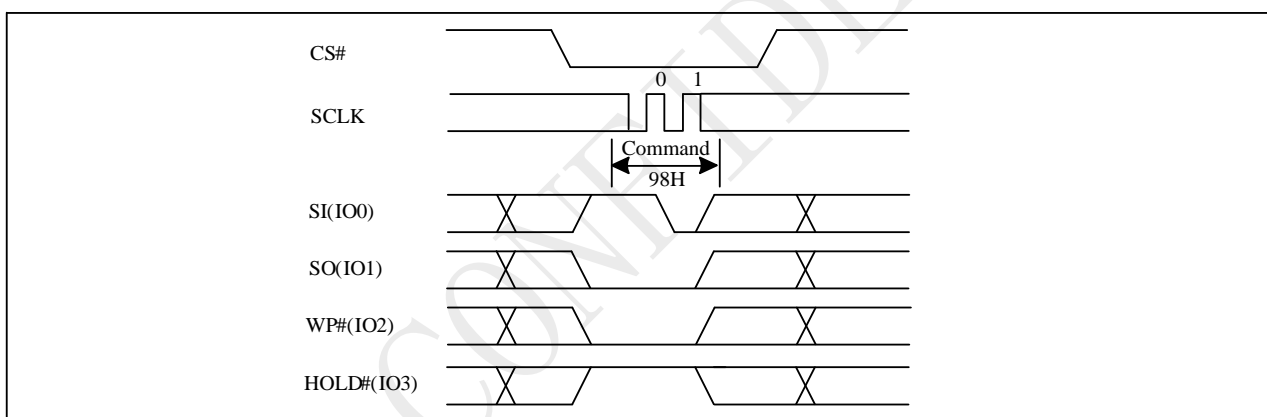 CS#
0 1
SCLK
Command
98H
SI(IO0)
SO(IO1)
WP#(IO2)
HOLD#(IO3)